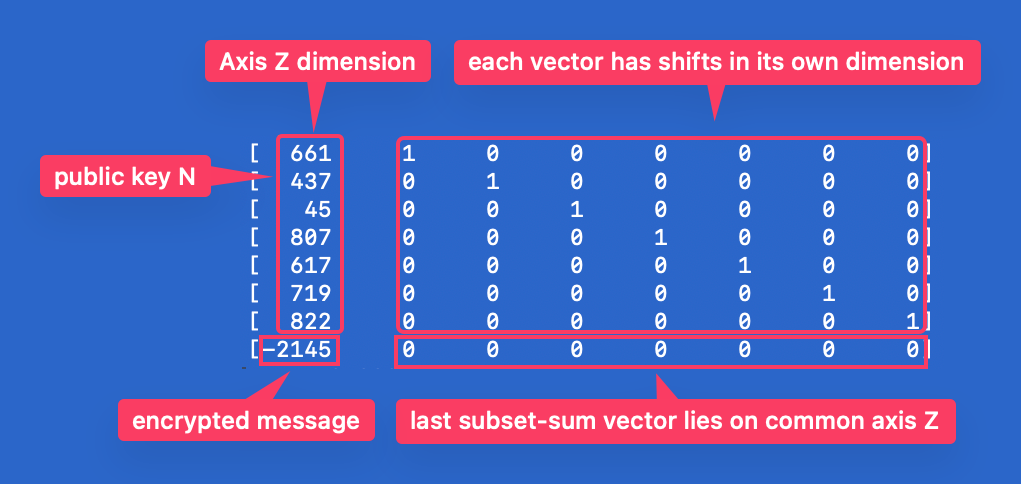 Axis Z dimension
each vector has shifts in its own dimension
public key N
[ 661 1 0 0 0 0 0 0]
[ 437 0 1 0 0 0 0 0]
[ 45 0 0 1 0 0 0 0]
[ 807 0 0 0 1 0 0 0]
[ 617 0 0 0 0 1 0 0]
[ 719 0 0 0 0 0 1 0]
[ 822 0 0 0 0 0 0 1]
[-2145 0 0 0 0 0 0 0]
encrypted message
last subset-sum vector lies on common axis Z